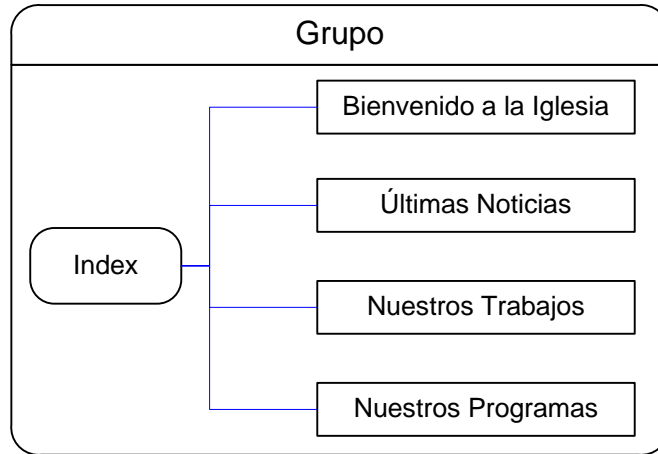 Grupo
Bienvenido a la Iglesia
Últimas Noticias
Index
Nuestros Trabajos
Nuestros Programas